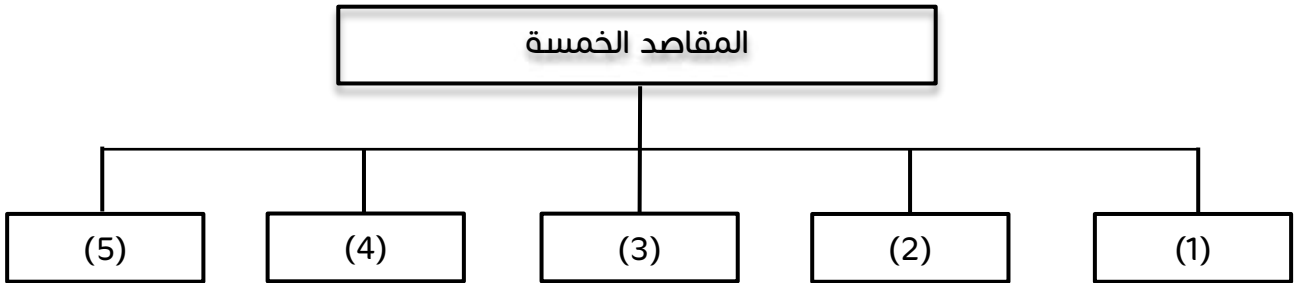 المقاصد الخمسة
(1) (2) (3) (4) (5)